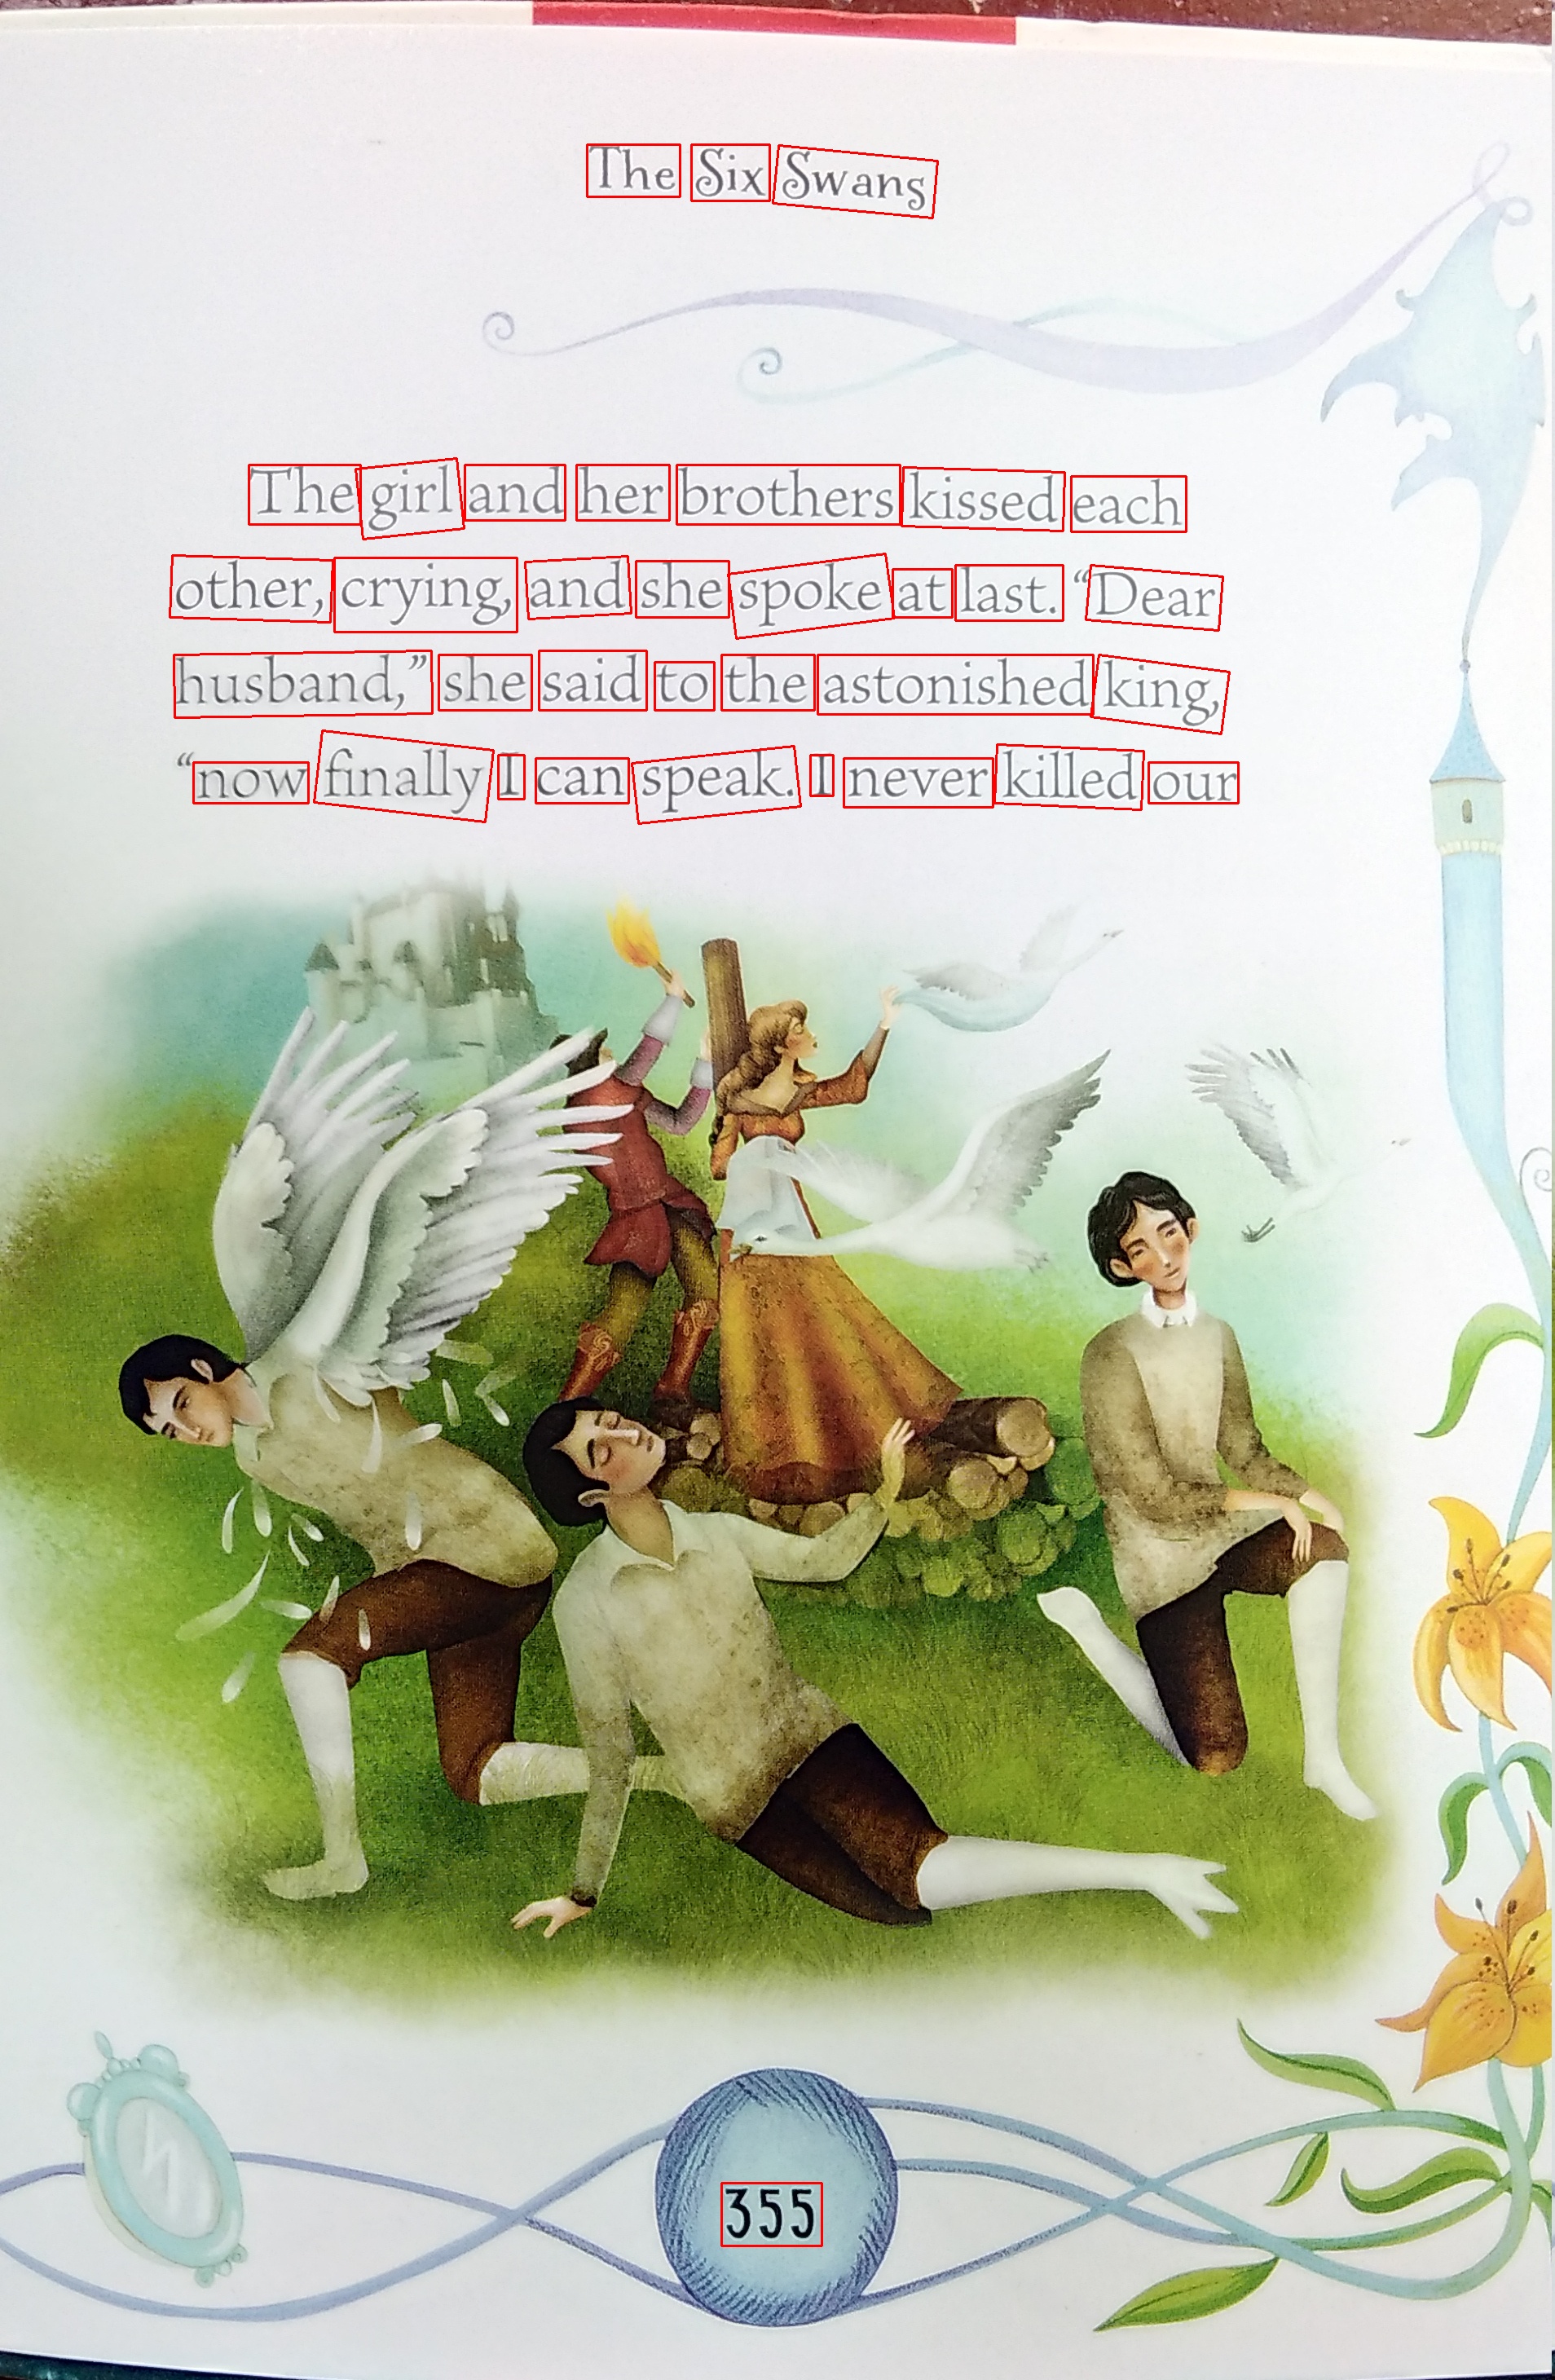 The Six Swans
The girl and her brothers kissed each
other, crying, and she spoke at last. “Dear
husband,” she said to the astonished king,
“now finally I can speak. I never killed our
355